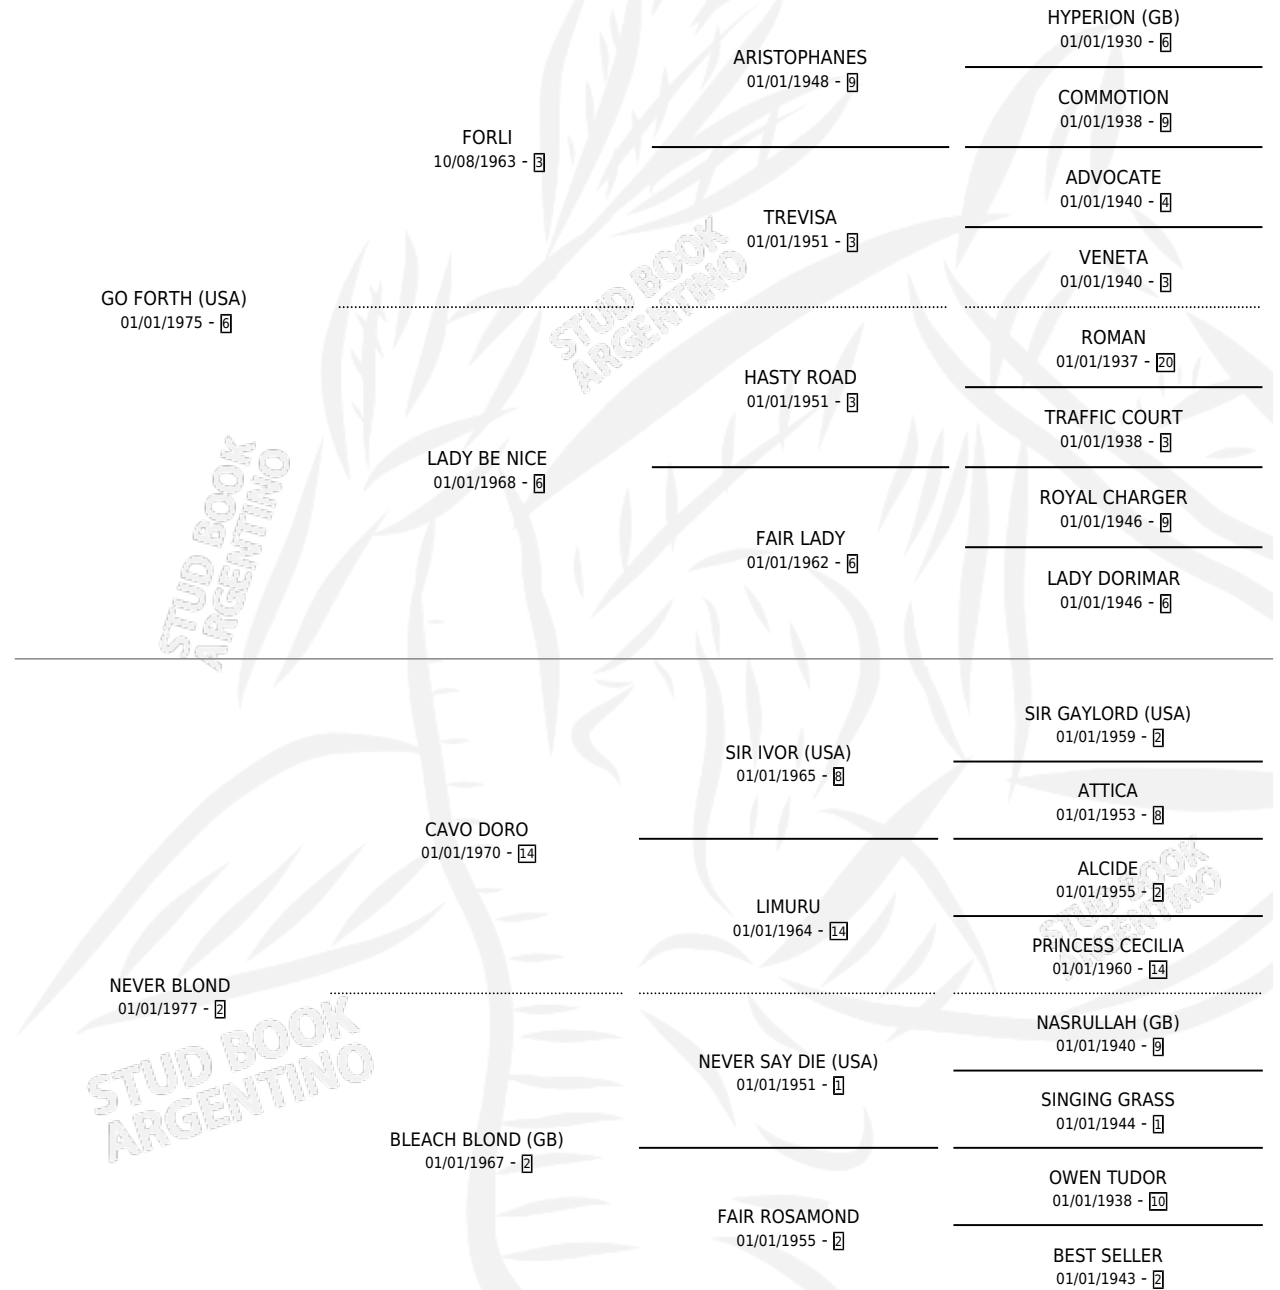 HYPERION (GB)
01/01/1930 - 6
ARISTOPHANES
01/01/1948 - 9
COMMOTION
01/01/1938 - 9
FORLI
10/08/1963 - 3
ADVOCATE
01/01/1940 - 4
TREVISA
01/01/1951 - 3
VENETA
01/01/1940 - 3
GO FORTH (USA)
01/01/1975 - 6
ROMAN
01/01/1937 - 20
HASTY ROAD
01/01/1951 - 3
TRAFFIC COURT
01/01/1938 - 3
LADY BE NICE
01/01/1968 - 6
ROYAL CHARGER
01/01/1946 - 9
FAIR LADY
01/01/1962 - 6
LADY DORIMAR
01/01/1946 - 6
SIR GAYLORD (USA)
01/01/1959 - 2
SIR IVOR (USA)
01/01/1965 - 8
ATTICA
01/01/1953 - 8
CAVO DORO
01/01/1970 - 14
ALCIDE
01/01/1955 - 2
LIMURU
01/01/1964 - 14
PRINCESS CECILIA
01/01/1960 - 14
NEVER BLOND
01/01/1977 - 2
NASRULLAH (GB)
01/01/1940 - 9
NEVER SAY DIE (USA)
01/01/1951 - 1
SINGING GRASS
01/01/1944 - 1
BLEACH BLOND (GB)
01/01/1967 - 2
OWEN TUDOR
01/01/1938 - 10
FAIR ROSAMOND
01/01/1955 - 2
BEST SELLER
01/01/1943 - 2
STUD BOOK
ARGENTINO
STUD BOOK
ARGENTINO
STUD BOOK
ARGENTINO
STUD BOOK
ARGENTINO